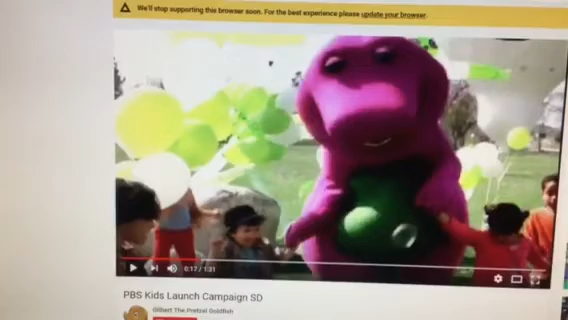 We'll stop supporting this browser soon. For the best experience please update your browser.
0:17 / 1:31
PBS Kids Launch Campaign SD
Gilbert The Pretzel Goldfish